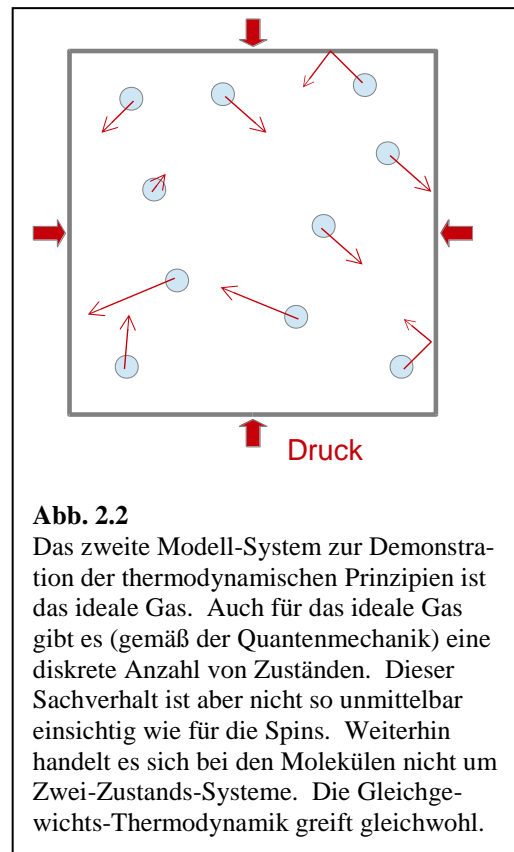 Druck
Abb. 2.2
Das zweite Modell-System zur Demonstra-
tion der thermodynamischen Prinzipien ist
das ideale Gas.  Auch für das ideale Gas
gibt es (gemäß der Quantenmechanik) eine
diskrete Anzahl von Zuständen.  Dieser
Sachverhalt ist aber nicht so unmittelbar
einsichtig wie für die Spins.  Weiterhin
handelt es sich bei den Molekülen nicht um
Zwei-Zustands-Systeme.  Die Gleichge-
wichts-Thermodynamik greift gleichwohl.